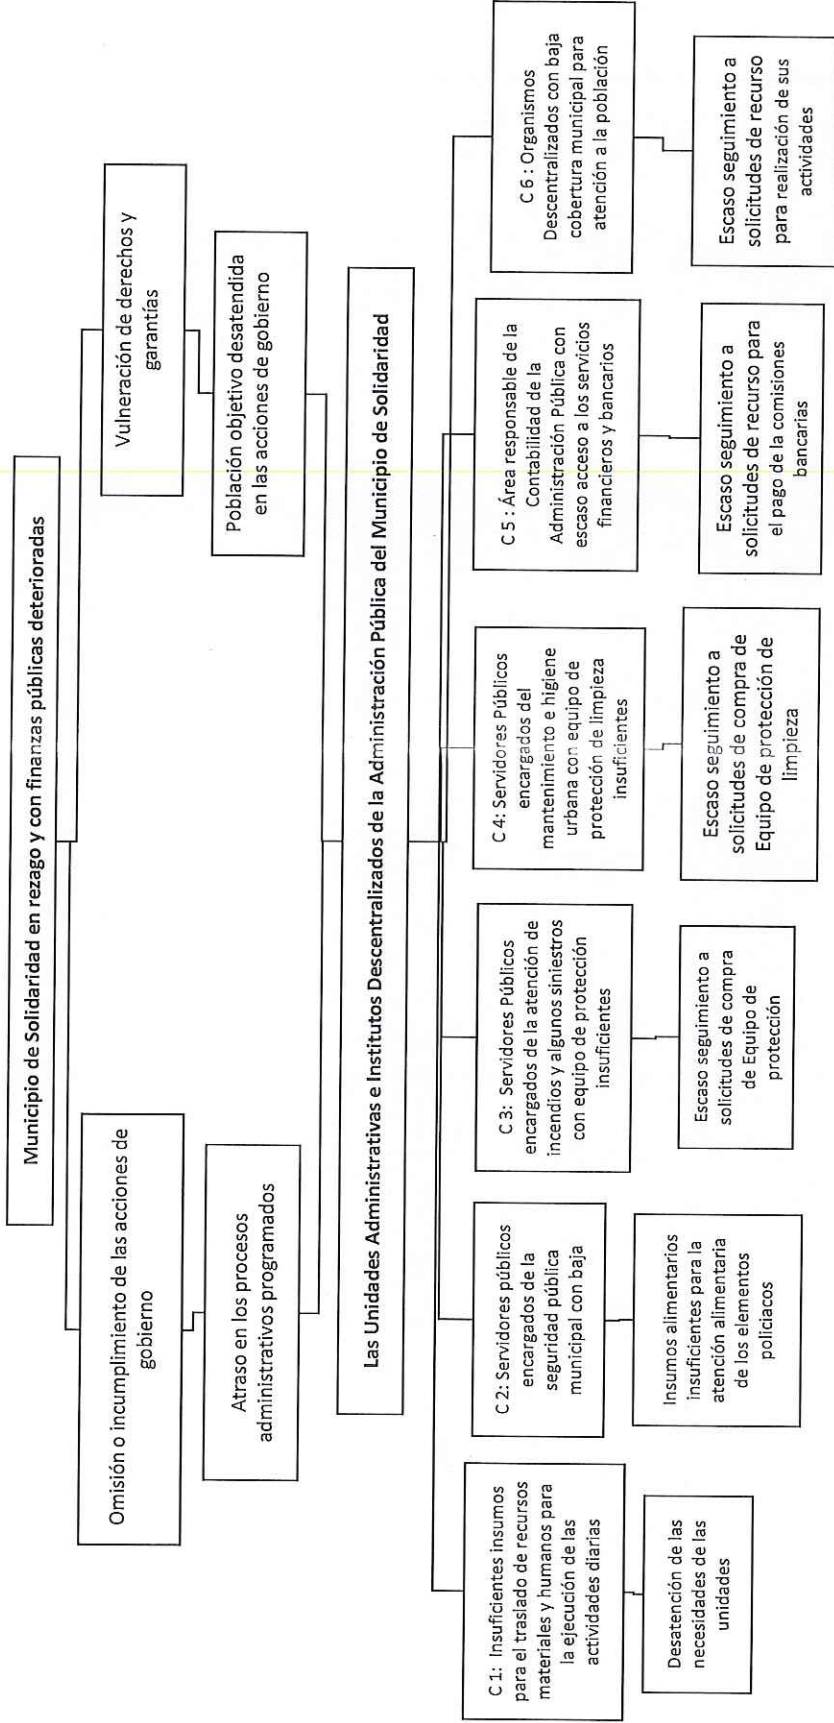 Municipio de Solidaridad en rezago y con finanzas públicas deterioradas
Omisión o incumplimiento de las acciones de
gobierno
Vulneración de derechos y
garantías
Atraso en los procesos
administrativos programados
Población objetivo desatendida
en las acciones de gobierno
Las Unidades Administrativas e Institutos Descentralizados de la Administración Pública del Municipio de Solidaridad
C 1: Insuficientes insumos
para el traslado de recursos
materiales y humanos para
la ejecución de las
actividades diarias
C 2: Servidores públicos
encargados de la
seguridad pública
municipal con baja
C 3: Servidores Públicos
encargados de la atención de
incendios y algunos siniestros
con equipo de protección
insuficientes
C 4: Servidores Públicos
encargados del
mantenimiento e higiene
urbana con equipo de
protección de limpieza
insuficientes
C 5 : Área responsable de la
Contabilidad de la
Administración Pública con
escaso acceso a los servicios
financieros y bancarios
C 6 : Organismos
Descentralizados con baja
cobertura municipal para
atención a la población
Desatención de las
necesidades de las
unidades
Insumos alimentarios
insuficientes para la
atención alimentaria
de los elementos
policiacos
Escaso seguimiento a
solicitudes de compra
de Equipo de
protección
Escaso seguimiento a
solicitudes de compra de
Equipo de protección de
limpieza
Escaso seguimiento a
solicitudes de recurso para
el pago de la comisiones
bancarias
Escaso seguimiento a
solicitudes de recurso
para realización de sus
actividades